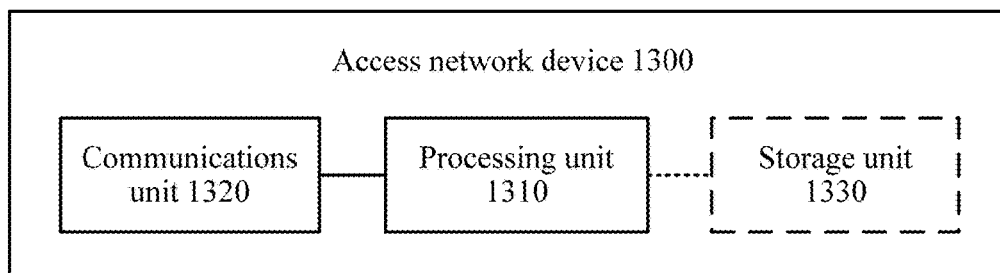 Access network device 1300
Communications
unit 1320
Processing unit
1310
Storage unit
1330